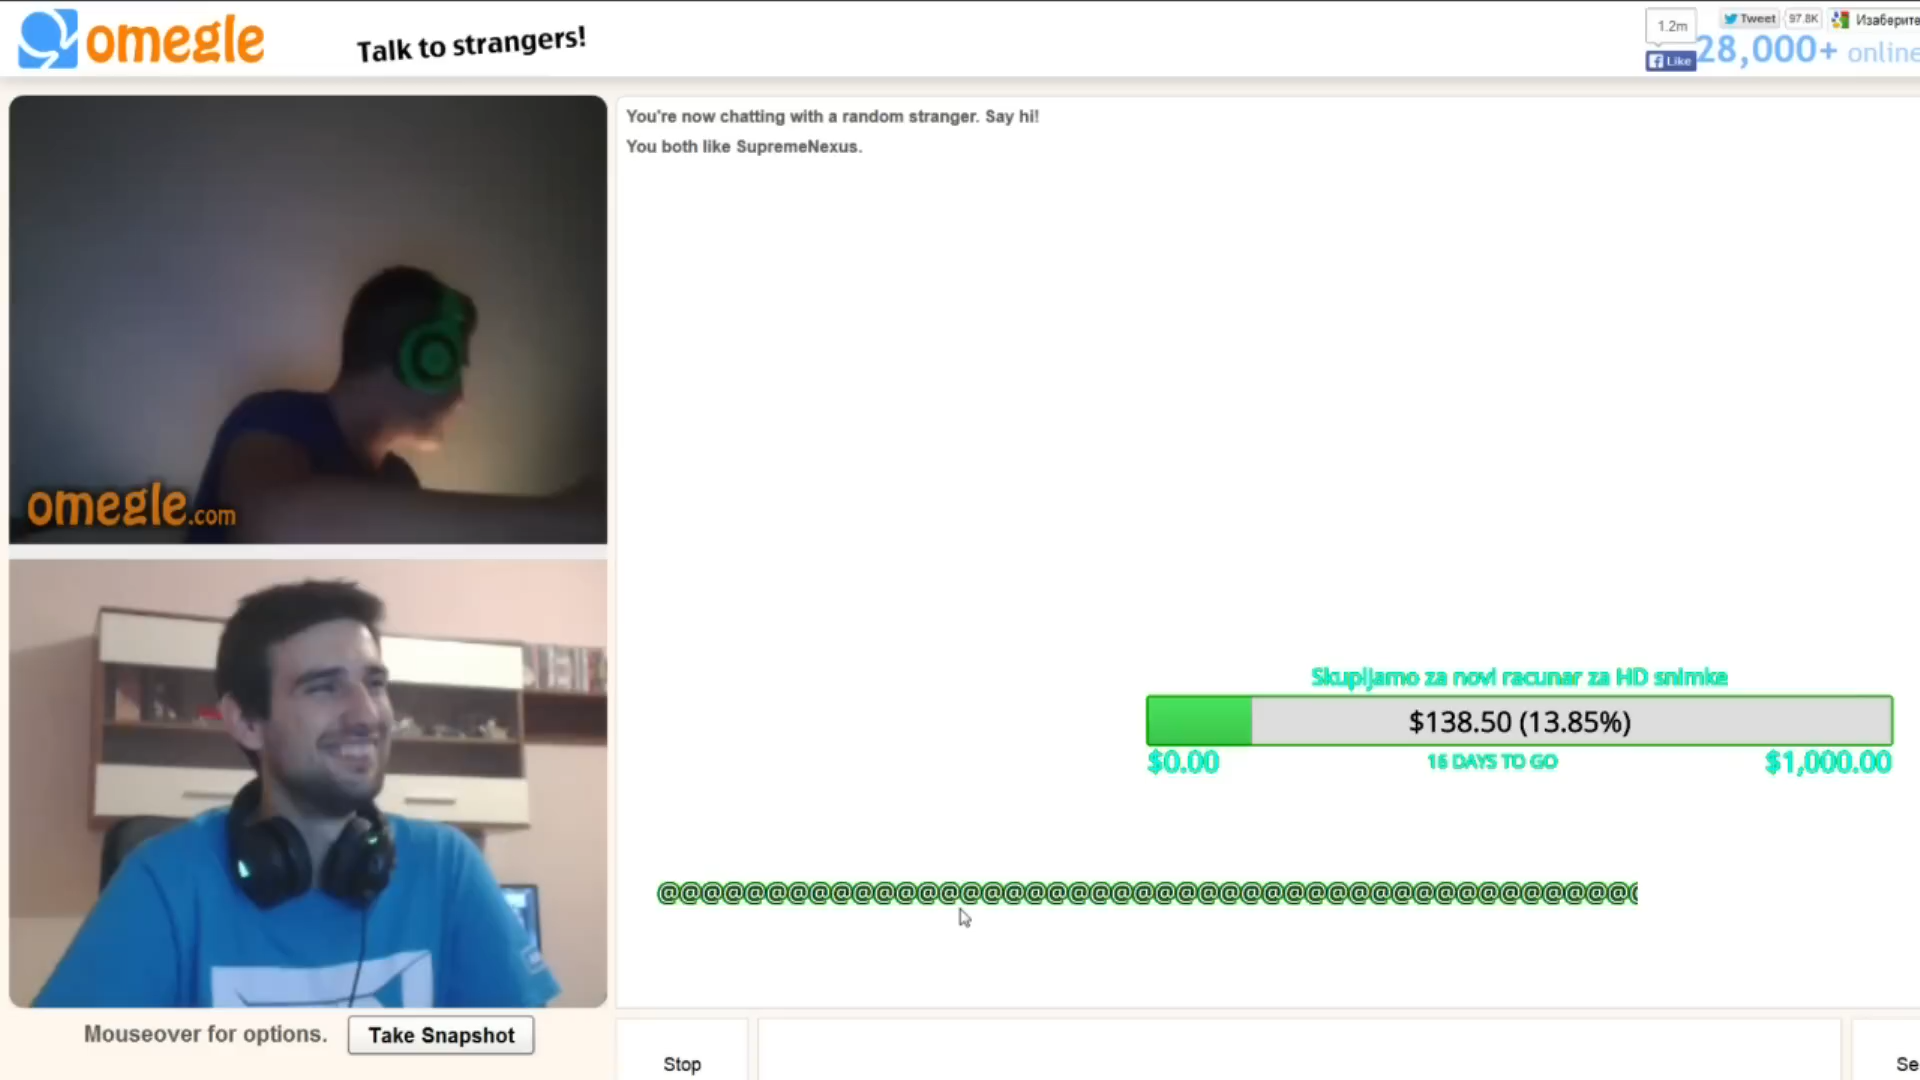 omegle
Talk to strangers!
1.2m
Like
Tweet
97.8K
Изаберите
28,000+ online
You're now chatting with a random stranger. Say hi!
You both like SupremeNexus.
omegle.com
Skupljamo za novi racunar za HD snimke
$138.50 (13.85%)
$0.00
16 DAYS TO GO
$1,000.00
@@@@@@@@@@@@@@@@@@@@@@@@@@@@@@@@@@@@@@@@@@@@@
Mouseover for options.
Take Snapshot
Stop
Se